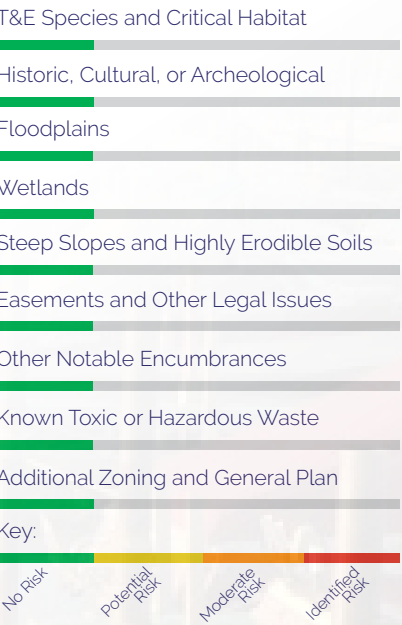 T&E Species and Critical Habitat
Historic, Cultural, or Archeological
Floodplains
Wetlands
Steep Slopes and Highly Erodible Soils
Easements and Other Legal Issues
Other Notable Encumbrances
Known Toxic or Hazardous Waste
Additional Zoning and General Plan
Key:
No Risk
Potential
Risk
Moderate
Risk
Identified
Risk